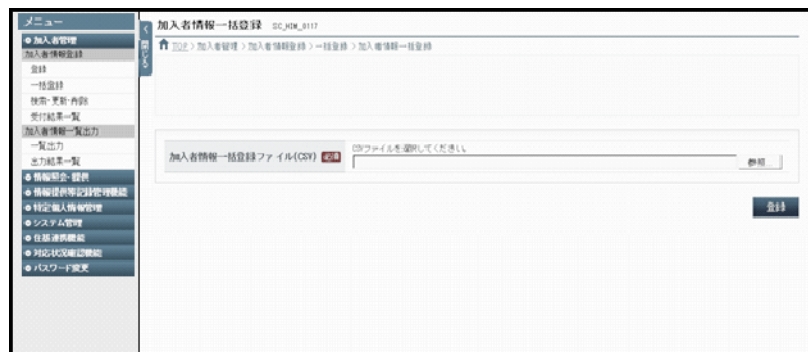 メニュー
加入者管理
加入者情報登録
登録
一括登録
検索・更新・削除
受付結果一覧
加入者情報一覧出力
一覧出力
出力結果一覧
情報照会・提供
情報提供等記録管理機能
特定個人情報管理
システム管理
住基連携機能
対応状況確認機能
パスワード変更
< 閉じる
加入者情報一括登録 SC_HIM_0117
TOP > 加入者管理 > 加入者情報登録 > 一括登録 > 加入者情報一括登録
CSVファイルを選択してください。
加入者情報一括登録ファイル(CSV) 必須
参照...
登録